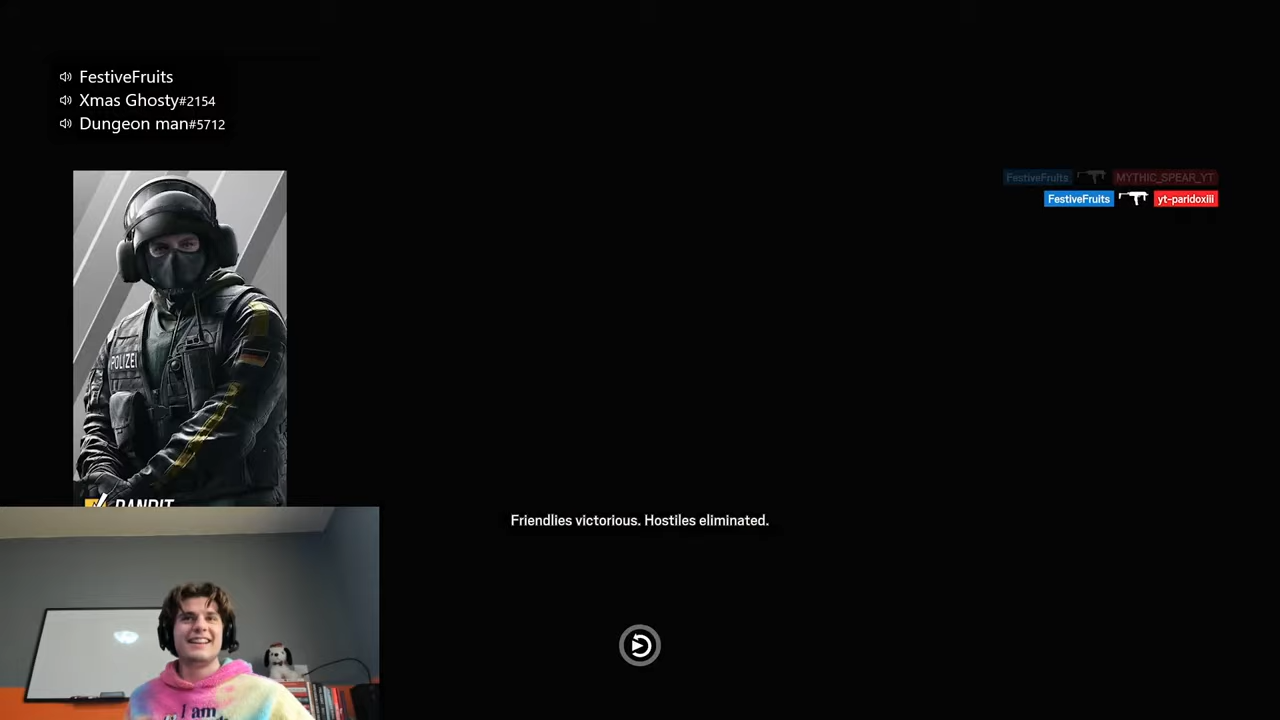 FestiveFruits
Xmas Ghosty#2154
Dungeon man#5712
FestiveFruits MYTHIC_SPEAR_YT
FestiveFruits yt-paridoxiii
POLIZEI
BANDIT
Friendlies victorious. Hostiles eliminated.
I am